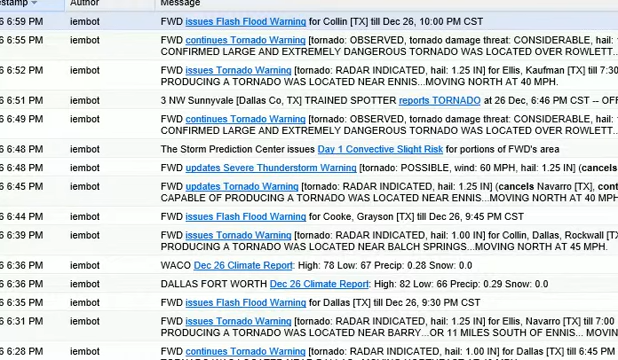 Timestamp Author Message
6 6:59 PM iembot FWD issues Flash Flood Warning for Collin [TX] till Dec 26, 10:00 PM CST
6 6:55 PM iembot FWD continues Tornado Warning [tornado: OBSERVED, tornado damage threat: CONSIDERABLE, hail:
CONFIRMED LARGE AND EXTREMELY DANGEROUS TORNADO WAS LOCATED OVER ROWLETT...
6 6:52 PM iembot FWD issues Tornado Warning [tornado: RADAR INDICATED, hail: 1.25 IN] for Ellis, Kaufman [TX] till 7:30
PRODUCING A TORNADO WAS LOCATED NEAR ENNIS...MOVING NORTH AT 40 MPH.
6 6:51 PM iembot 3 NW Sunnyvale [Dallas Co, TX] TRAINED SPOTTER reports TORNADO at 26 Dec, 6:46 PM CST -- OFF
6 6:49 PM iembot FWD continues Tornado Warning [tornado: OBSERVED, tornado damage threat: CONSIDERABLE, hail:
CONFIRMED LARGE AND EXTREMELY DANGEROUS TORNADO WAS LOCATED OVER ROWLETT...
6 6:48 PM iembot The Storm Prediction Center issues Day 1 Convective Slight Risk for portions of FWD's area
6 6:48 PM iembot FWD updates Severe Thunderstorm Warning [tornado: POSSIBLE, wind: 60 MPH, hail: 1.25 IN] (cancels
6 6:45 PM iembot FWD updates Tornado Warning [tornado: RADAR INDICATED, hail: 1.25 IN] (cancels Navarro [TX], cont
CAPABLE OF PRODUCING A TORNADO WAS LOCATED NEAR ENNIS...MOVING NORTH AT 40 MPH
6 6:44 PM iembot FWD issues Flash Flood Warning for Cooke, Grayson [TX] till Dec 26, 9:45 PM CST
6 6:39 PM iembot FWD issues Tornado Warning [tornado: RADAR INDICATED, hail: 1.00 IN] for Collin, Dallas, Rockwall [T
PRODUCING A TORNADO WAS LOCATED NEAR BALCH SPRINGS...MOVING NORTH AT 45 MPH.
6 6:36 PM iembot WACO Dec 26 Climate Report: High: 78 Low: 67 Precip: 0.28 Snow: 0.0
6 6:36 PM iembot DALLAS FORT WORTH Dec 26 Climate Report: High: 82 Low: 66 Precip: 0.29 Snow: 0.0
6 6:35 PM iembot FWD issues Flash Flood Warning for Dallas [TX] till Dec 26, 9:30 PM CST
6 6:31 PM iembot FWD issues Tornado Warning [tornado: RADAR INDICATED, hail: 1.25 IN] for Ellis, Navarro [TX] till 7:00
PRODUCING A TORNADO WAS LOCATED NEAR BARRY...OR 11 MILES SOUTH OF ENNIS... MOVIN
6 6:28 PM iembot FWD continues Tornado Warning [tornado: RADAR INDICATED, hail: 1.00 IN] for Dallas [TX] till 6:45 PM